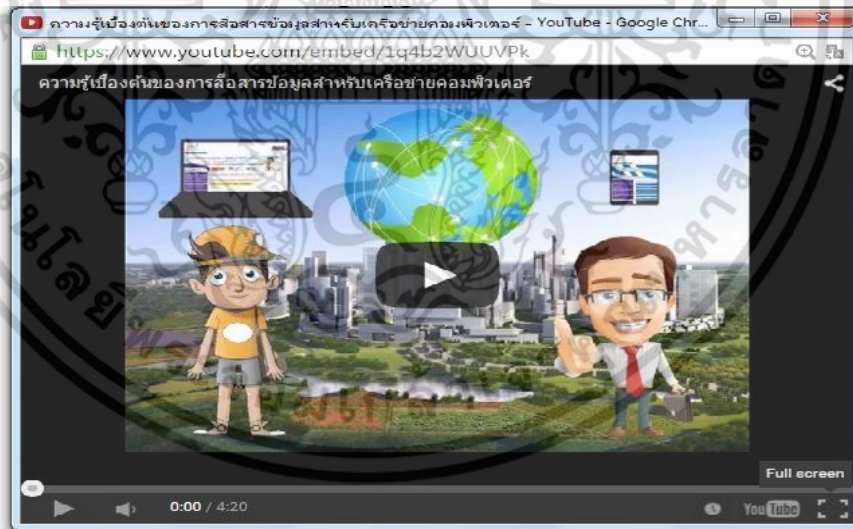 ความรู้เบื้องต้นของการสื่อสารข้อมูลสำหรับเครือข่ายคอมพิวเตอร์ - YouTube - Google Chr...
https://www.youtube.com/embed/1q4b2WUUVPk
ความรู้เบื้องต้นของการสื่อสารข้อมูลสำหรับเครือข่ายคอมพิวเตอร์
Full screen
0:00 / 4:20
YouTube